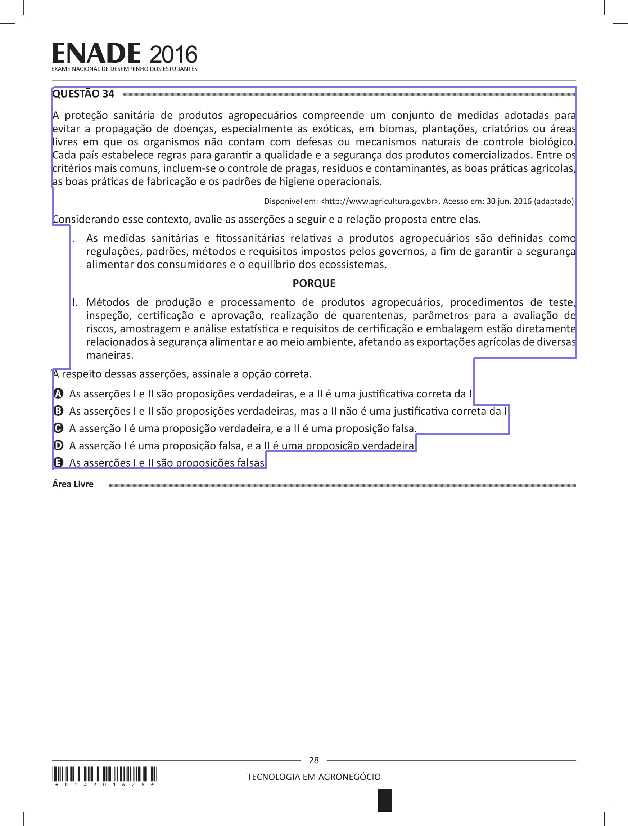 ENADE 2016
EXAME NACIONAL DE DESEMPENHO DOS ESTUDANTES
QUESTÃO 34
A proteção sanitária de produtos agropecuários compreende um conjunto de medidas adotadas para
evitar a propagação de doenças, especialmente as exóticas, em biomas, plantações, criatórios ou áreas
livres em que os organismos não contam com defesas ou mecanismos naturais de controle biológico.
Cada país estabelece regras para garantir a qualidade e a segurança dos produtos comercializados. Entre os
critérios mais comuns, incluem-se o controle de pragas, resíduos e contaminantes, as boas práticas agrícolas,
as boas práticas de fabricação e os padrões de higiene operacionais.
Disponível em: <http://www.agricultura.gov.br>. Acesso em: 30 jun. 2016 (adaptado).
Considerando esse contexto, avalie as asserções a seguir e a relação proposta entre elas.
I. As medidas sanitárias e fitossanitárias relativas a produtos agropecuários são definidas como
regulações, padrões, métodos e requisitos impostos pelos governos, a fim de garantir a segurança
alimentar dos consumidores e o equilíbrio dos ecossistemas.
PORQUE
II. Métodos de produção e processamento de produtos agropecuários, procedimentos de teste,
inspeção, certificação e aprovação, realização de quarentenas, parâmetros para a avaliação de
riscos, amostragem e análise estatística e requisitos de certificação e embalagem estão diretamente
relacionados à segurança alimentar e ao meio ambiente, afetando as exportações agrícolas de diversas
maneiras.
A respeito dessas asserções, assinale a opção correta.
A As asserções I e II são proposições verdadeiras, e a II é uma justificativa correta da I.
B As asserções I e II são proposições verdadeiras, mas a II não é uma justificativa correta da I.
C A asserção I é uma proposição verdadeira, e a II é uma proposição falsa.
D A asserção I é uma proposição falsa, e a II é uma proposição verdadeira.
E As asserções I e II são proposições falsas.
Área Livre
28
TECNOLOGIA EM AGRONEGÓCIO